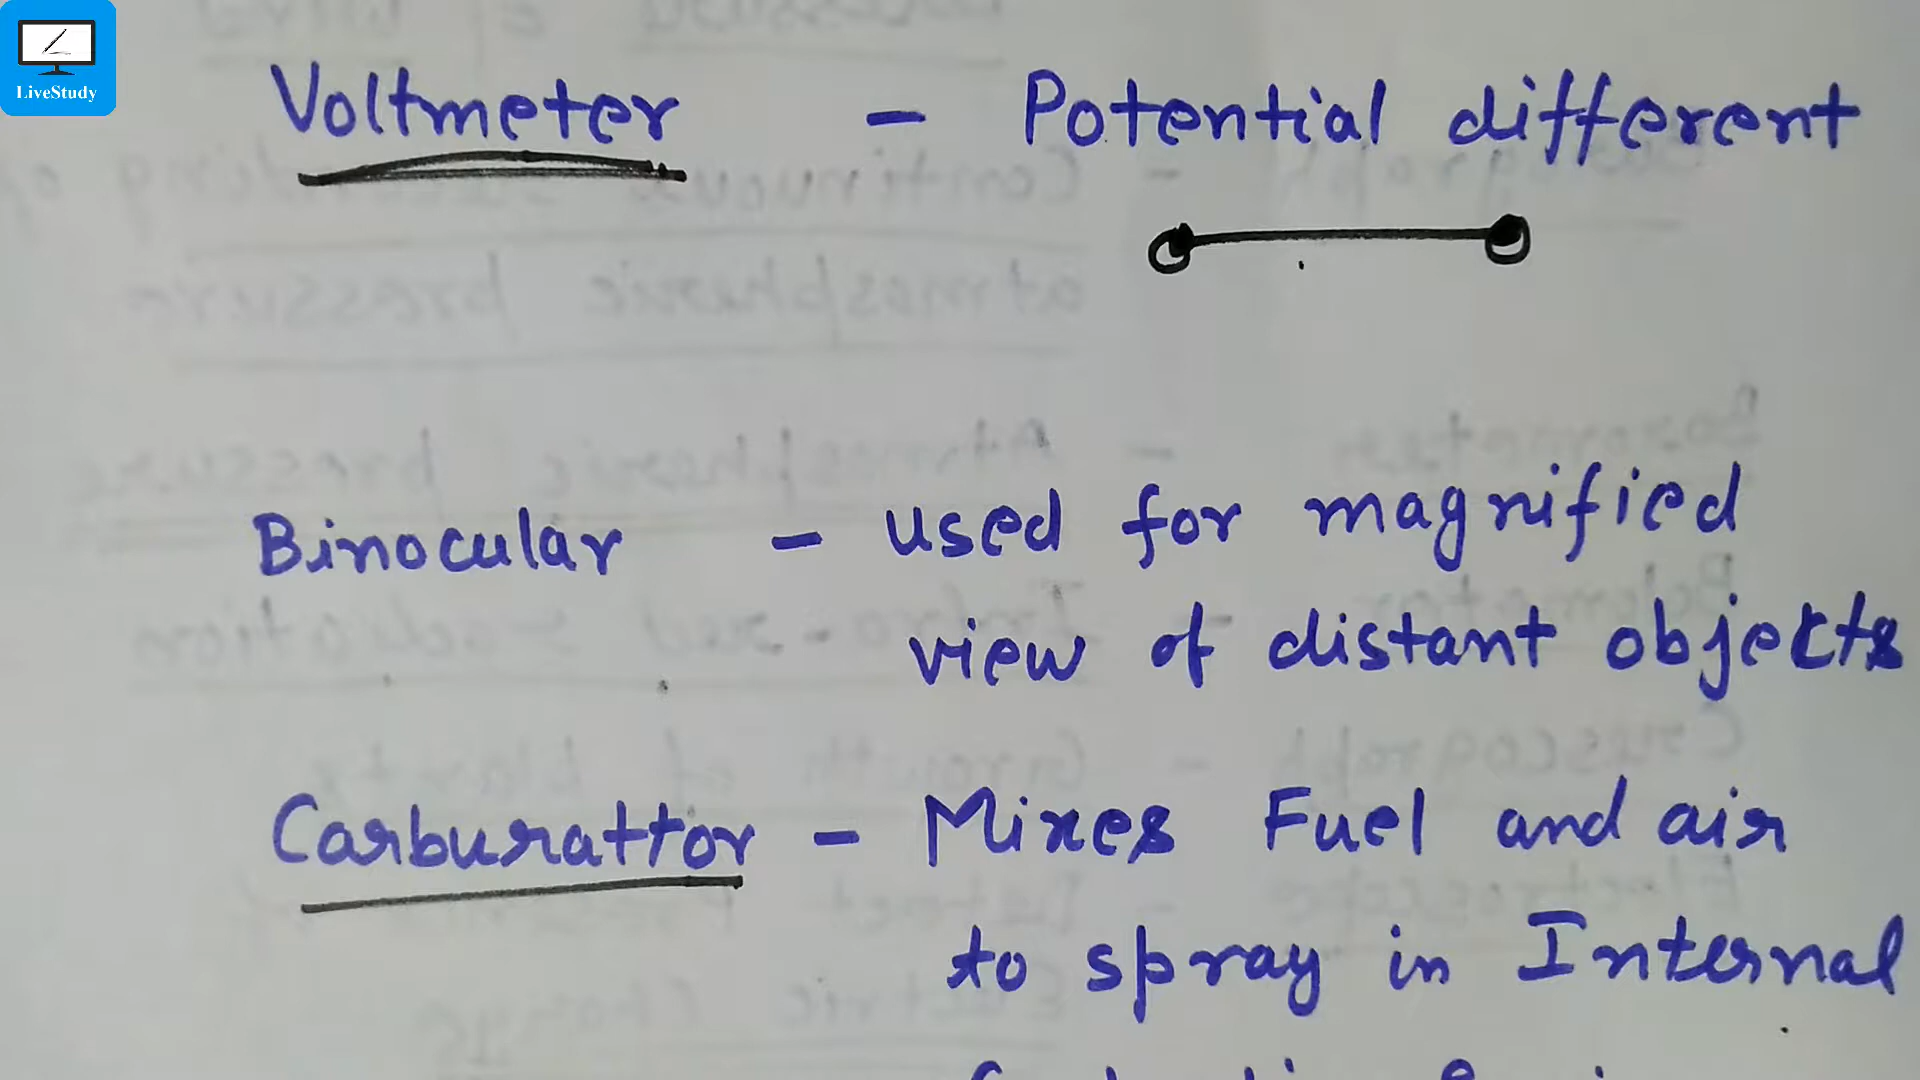 LiveStudy
Voltmeter - Potential different
Binocular - used for magnified
view of distant objects
Carburattor - Mixes Fuel and air
to spray in Internal